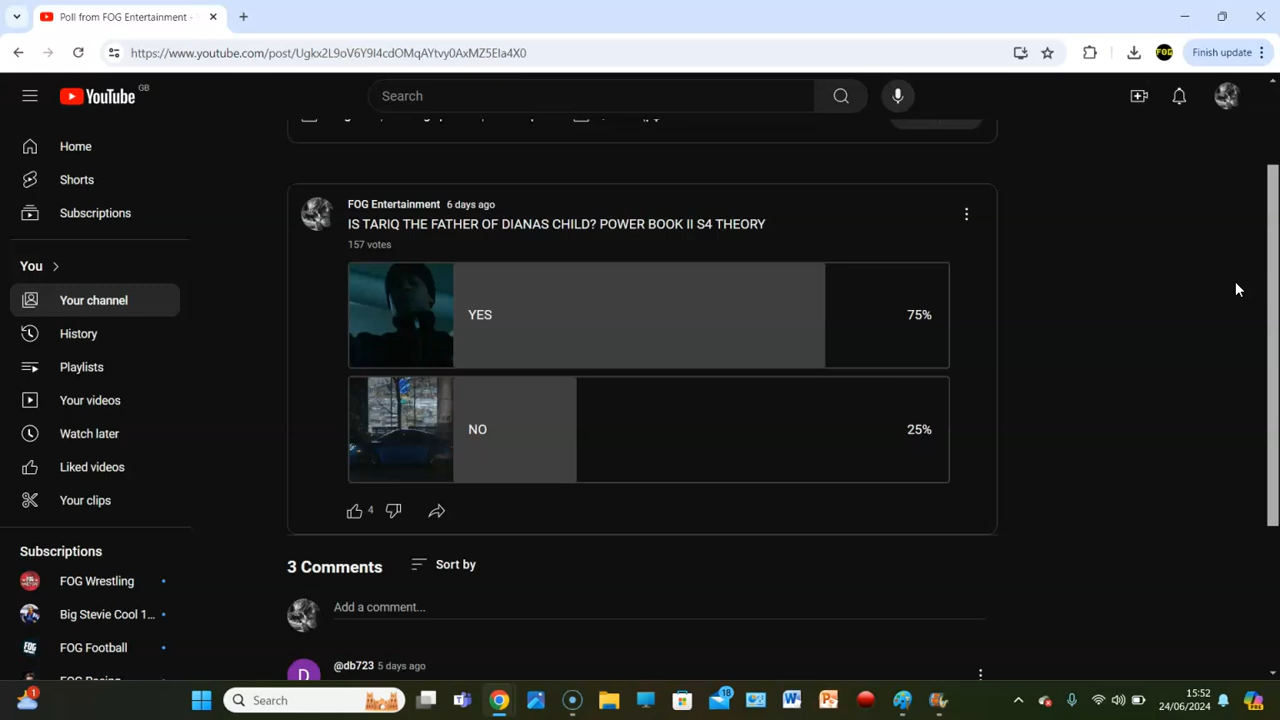 Poll from FOG Entertainment -
https://www.youtube.com/post/Ugkx2L9oV6Y9I4cdOMqAYtvy0AxMZ5Ela4X0
Finish update
YouTube GB
Search
Home
Shorts
Subscriptions
You
Your channel
History
Playlists
Your videos
Watch later
Liked videos
Your clips
Subscriptions
FOG Wrestling
Big Stevie Cool 1...
FOG Football
FOG Entertainment 6 days ago
IS TARIQ THE FATHER OF DIANAS CHILD? POWER BOOK II S4 THEORY
157 votes
YES 75%
NO 25%
4
3 Comments Sort by
Add a comment...
D @db723 5 days ago
1
Search
18
15:52
24/06/2024